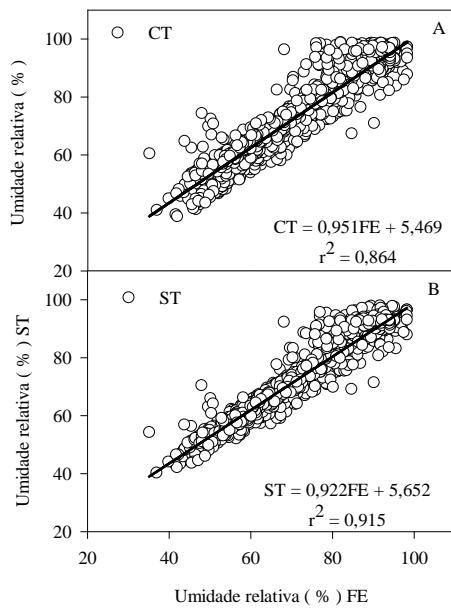 100
CT
A
80
60
40
20
Umidade relativa ( % )
CT = 0,951FE + 5,469
r² = 0,864
100
ST
B
80
60
40
20
Umidade relativa ( % ) ST
ST = 0,922FE + 5,652
r² = 0,915
20 40 60 80 100
Umidade relativa ( % ) FE